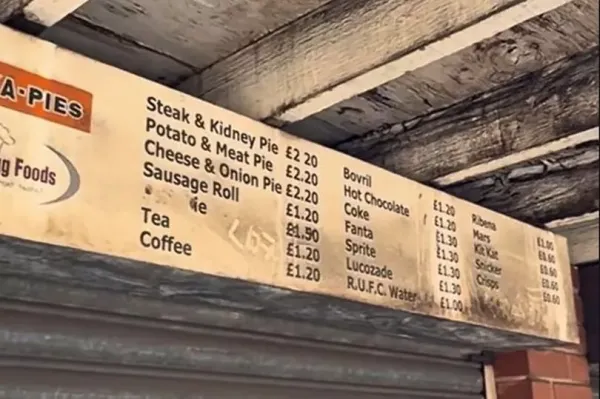 A-PIES
g Foods
Steak & Kidney Pie £2 20
Potato & Meat Pie £2.20
Cheese & Onion Pie £2.20
Sausage Roll £1.20
ie £1.50
Tea £1.20
Coffee £1.20
Bovril £1.20
Hot Chocolate £1.20
Coke £1.30
Fanta £1.30
Sprite £1.30
Lucozade £1.30
R.U.F.C. Water £1.00
Ribena £1.00
Mars £0.60
Kit Kat £0.60
Snicker £0.60
Crisps £0.60